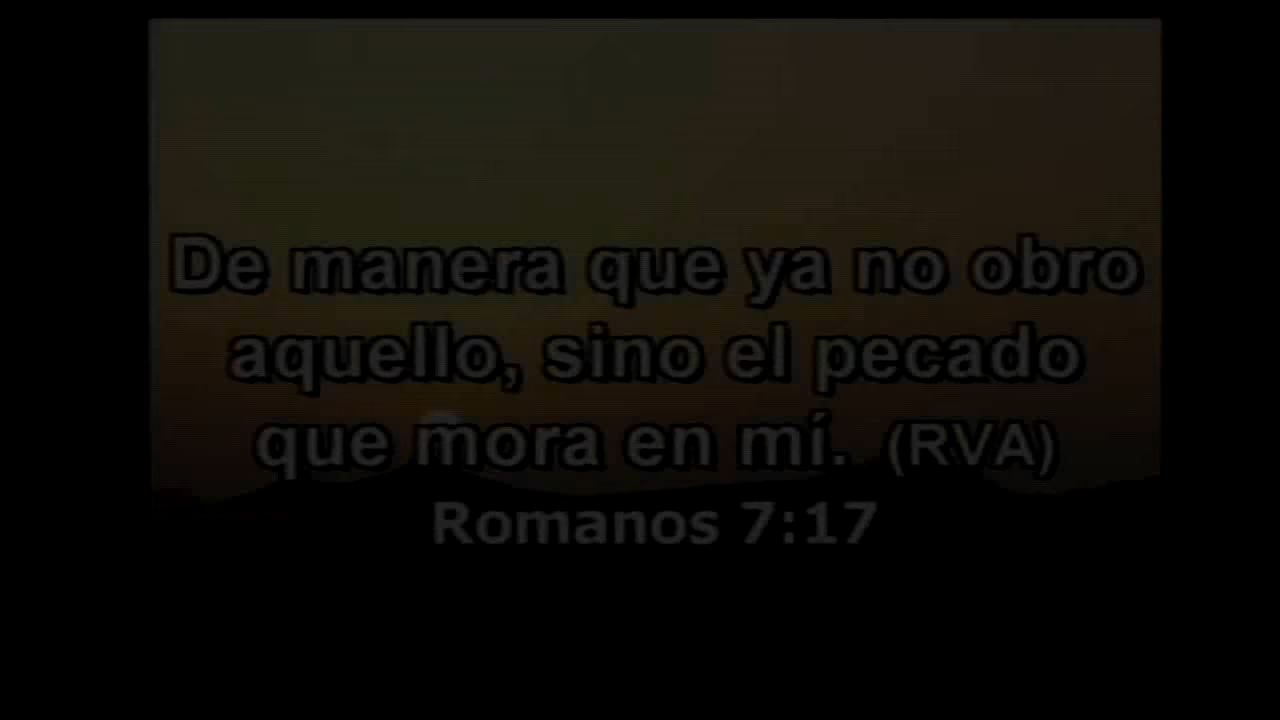 De manera que ya no obro
aquello, sino el pecado
que mora en mí. (RVA)
Romanos 7:17